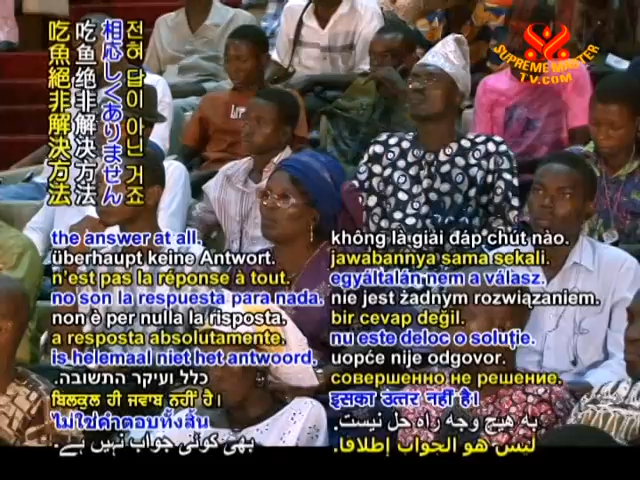 전혀 답이 아닌 거죠
相応しくありません
吃鱼绝非解决方法
吃魚絕非解決方法
SUPREME MASTER
TV.COM
the answer at all.
überhaupt keine Antwort.
n'est pas la réponse à tout.
no son la respuesta para nada.
non è per nulla la risposta.
a resposta absolutamente.
is helemaal niet het antwoord,
כלל ועיקר התשובה.
बिलकुल ही जवाब नहीं है।
ไม่ใช่คำตอบทั้งสิ้น
بھی کوئی جواب نہیں ہے۔
không là giải đáp chút nào.
jawabannya sama sekali.
egyáltalán nem a válasz.
nie jest żadnym rozwiązaniem.
bir cevap değil.
nu este deloc o soluţie.
uopće nije odgovor.
совершенно не решение.
इसका उत्तर नहीं है।
به هیچ وجه راه حل نیست.
ليس هو الجواب إطلاقا.